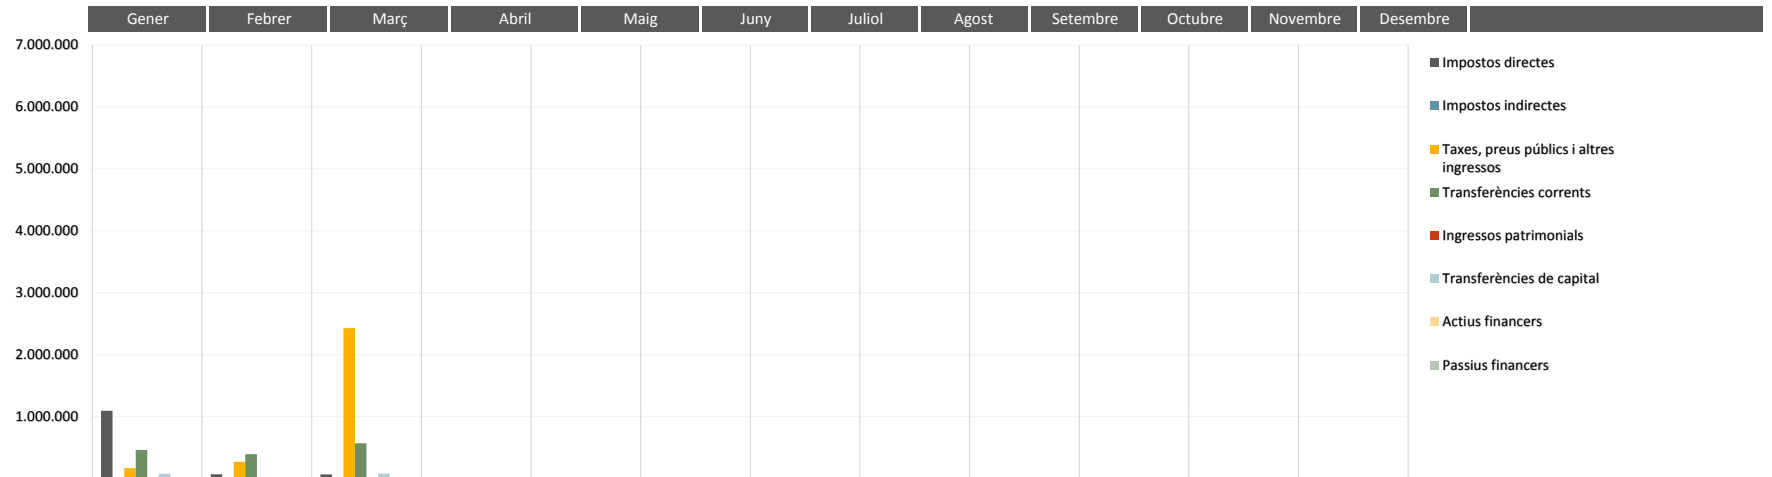 Gener Febrer Març Abril Maig Juny Juliol Agost Setembre Octubre Novembre Desembre
7.000.000
6.000.000
5.000.000
4.000.000
3.000.000
2.000.000
1.000.000
Impostos directes
Impostos indirectes
Taxes, preus públics i altres
ingressos
Transferències corrents
Ingressos patrimonials
Transferències de capital
Actius financers
Passius financers